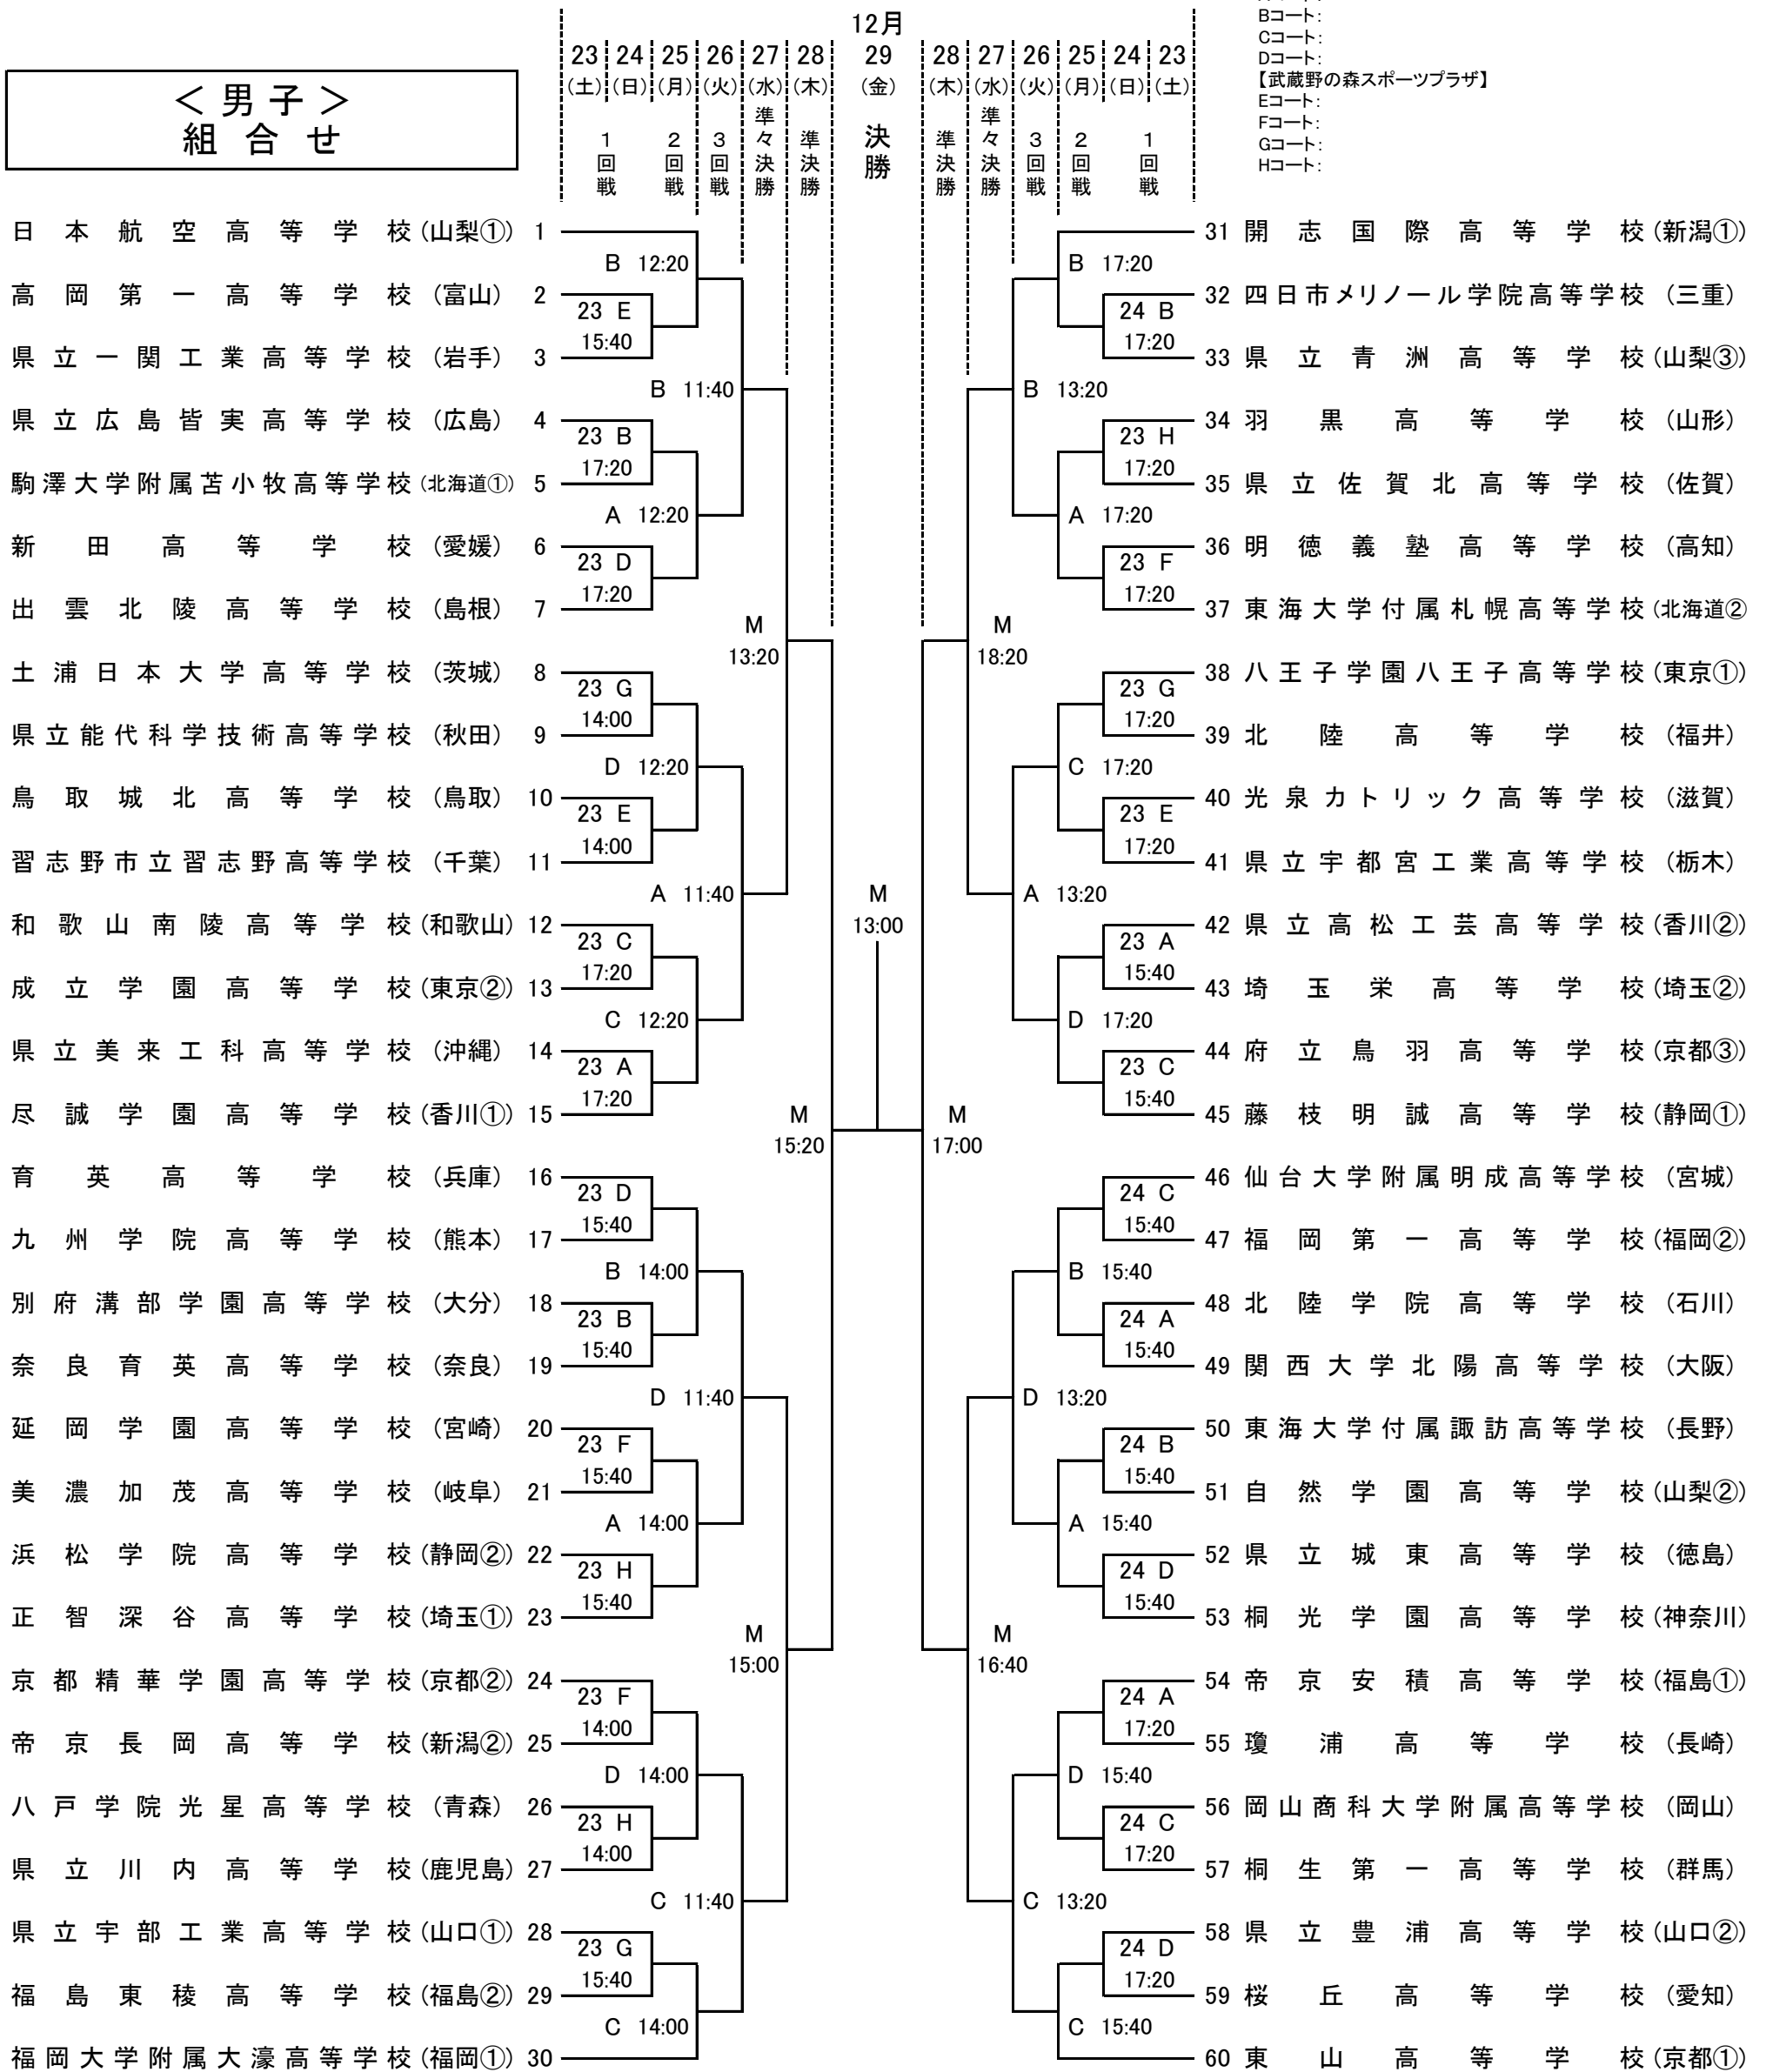 12月
23 24 25 26 27 28 29 28 27 26 25 24 23
(土) (日) (月) (火) (水) (木) (金) (木) (水) (火) (月) (日) (土)
1回戦 2回戦 3回戦 準々決勝 準決勝 決勝 準決勝 準々決勝 3回戦 2回戦 1回戦
Bコート:
Cコート:
Dコート:
【武蔵野の森スポーツプラザ】
Eコート:
Fコート:
Gコート:
Hコート:
＜男子＞
組合せ
日本航空高等学校(山梨①) 1
B 12:20
高岡第一高等学校(富山) 2
23 E
15:40
県立一関工業高等学校(岩手) 3
B 11:40
県立広島皆実高等学校(広島) 4
23 B
17:20
駒澤大学附属苫小牧高等学校(北海道①) 5
A 12:20
新田高等学校(愛媛) 6
23 D
17:20
出雲北陵高等学校(島根) 7
M
13:20
土浦日本大学高等学校(茨城) 8
23 G
14:00
県立能代科学技術高等学校(秋田) 9
D 12:20
鳥取城北高等学校(鳥取) 10
23 E
14:00
習志野市立習志野高等学校(千葉) 11
A 11:40
和歌山南陵高等学校(和歌山) 12
23 C
17:20
成立学園高等学校(東京②) 13
C 12:20
県立美来工科高等学校(沖縄) 14
23 A
17:20
尽誠学園高等学校(香川①) 15
M
15:20
育英高等学校(兵庫) 16
23 D
15:40
九州学院高等学校(熊本) 17
B 14:00
別府溝部学園高等学校(大分) 18
23 B
15:40
奈良育英高等学校(奈良) 19
D 11:40
延岡学園高等学校(宮崎) 20
23 F
15:40
美濃加茂高等学校(岐阜) 21
A 14:00
浜松学院高等学校(静岡②) 22
23 H
15:40
正智深谷高等学校(埼玉①) 23
M
15:00
京都精華学園高等学校(京都②) 24
23 F
14:00
帝京長岡高等学校(新潟②) 25
D 14:00
八戸学院光星高等学校(青森) 26
23 H
14:00
県立川内高等学校(鹿児島) 27
C 11:40
県立宇部工業高等学校(山口①) 28
23 G
15:40
福島東稜高等学校(福島②) 29
C 14:00
福岡大学附属大濠高等学校(福岡①) 30
M
13:00
31 開志国際高等学校(新潟①)
B 17:20
32 四日市メリノール学院高等学校(三重)
24 B
17:20
33 県立青洲高等学校(山梨③)
B 13:20
34 羽黒高等学校(山形)
23 H
17:20
35 県立佐賀北高等学校(佐賀)
A 17:20
36 明徳義塾高等学校(高知)
23 F
17:20
37 東海大学付属札幌高等学校(北海道②
M
18:20
38 八王子学園八王子高等学校(東京①)
23 G
17:20
39 北陸高等学校(福井)
C 17:20
40 光泉カトリック高等学校(滋賀)
23 E
17:20
41 県立宇都宮工業高等学校(栃木)
A 13:20
42 県立高松工芸高等学校(香川②)
23 A
15:40
43 埼玉栄高等学校(埼玉②)
D 17:20
44 府立鳥羽高等学校(京都③)
23 C
15:40
45 藤枝明誠高等学校(静岡①)
M
17:00
46 仙台大学附属明成高等学校(宮城)
24 C
15:40
47 福岡第一高等学校(福岡②)
B 15:40
48 北陸学院高等学校(石川)
24 A
15:40
49 関西大学北陽高等学校(大阪)
D 13:20
50 東海大学付属諏訪高等学校(長野)
24 B
15:40
51 自然学園高等学校(山梨②)
A 15:40
52 県立城東高等学校(徳島)
24 D
15:40
53 桐光学園高等学校(神奈川)
M
16:40
54 帝京安積高等学校(福島①)
24 A
17:20
55 瓊浦高等学校(長崎)
D 15:40
56 岡山商科大学附属高等学校(岡山)
24 C
17:20
57 桐生第一高等学校(群馬)
C 13:20
58 県立豊浦高等学校(山口②)
24 D
17:20
59 桜丘高等学校(愛知)
C 15:40
60 東山高等学校(京都①)